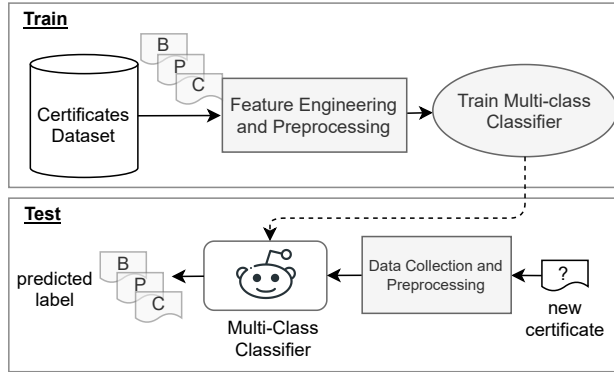 Train
B
P
C
Certificates
Dataset
Feature Engineering
and Preprocessing
Train Multi-class
Classifier
Test
predicted
label
B
P
C
Multi-Class
Classifier
Data Collection and
Preprocessing
?
new
certificate